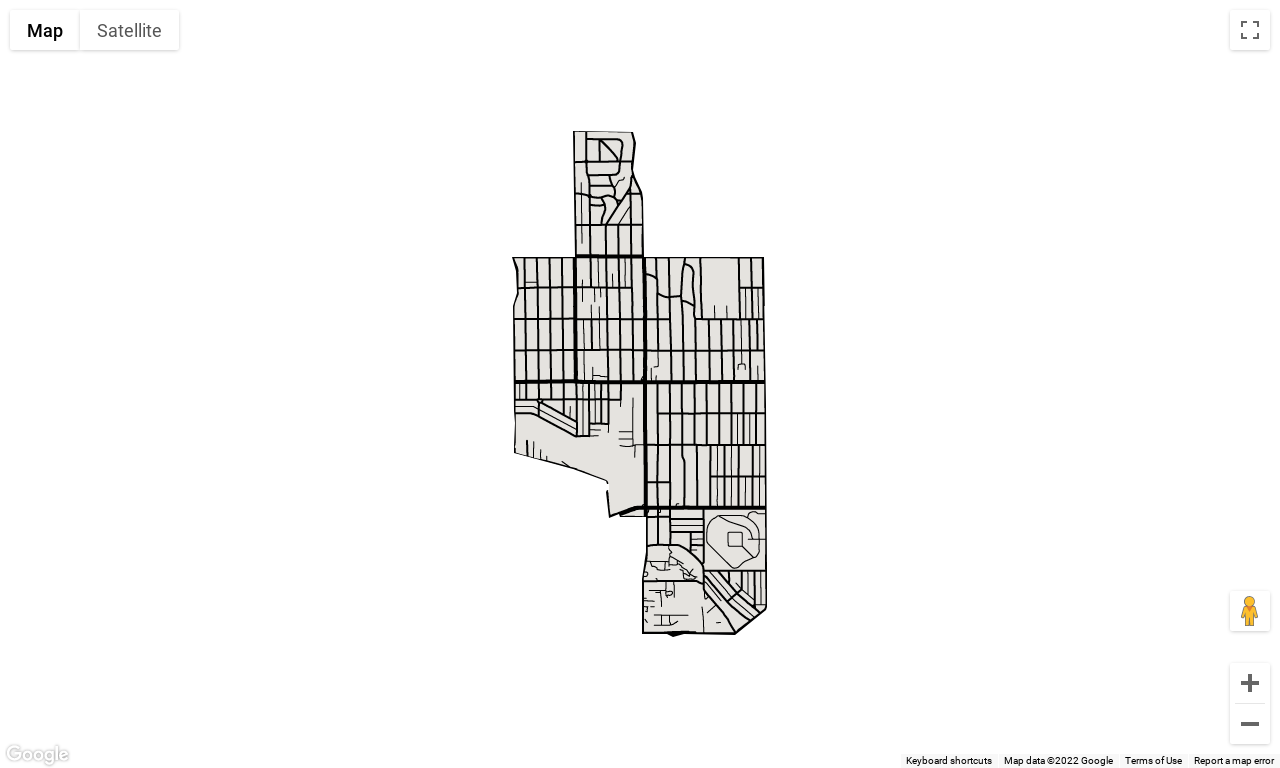 Map Satellite
Google
Keyboard shortcuts Map data ©2022 Google Terms of Use Report a map error